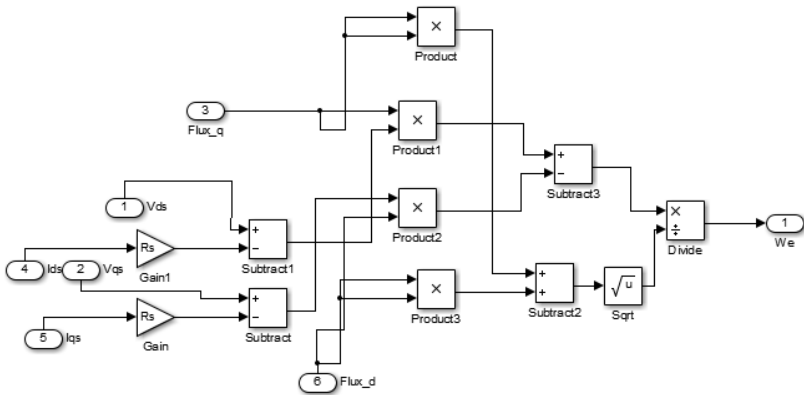 ×
Product
3
Flux_q
×
Product1
+
−
Subtract3
1
Vds
×
Product2
×
÷
Divide
1
We
+
−
Subtract1
Rs
Gain1
4
Ids
2
Vqs
×
Product3
+
+
Subtract2
√u
Sqrt
+
−
Subtract
Rs
Gain
5
Iqs
6
Flux_d